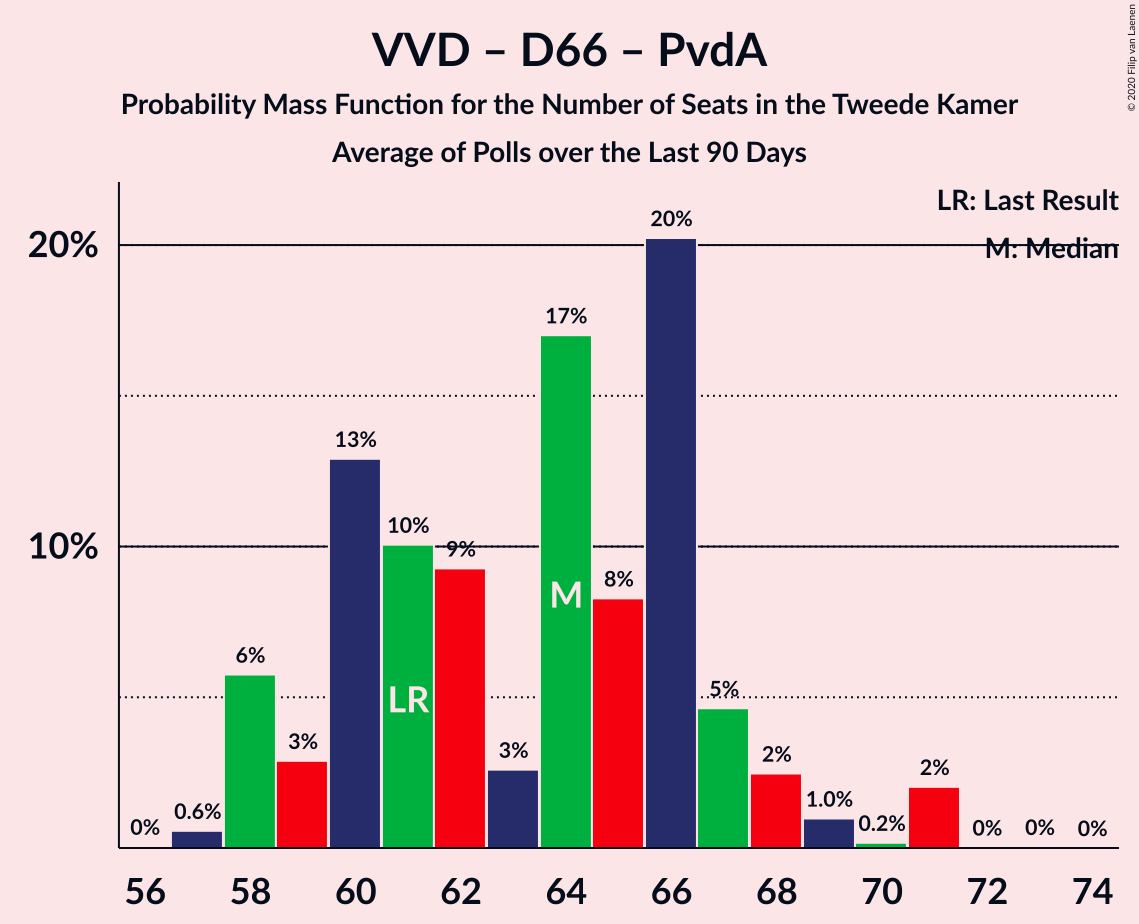 VVD – D66 – PvdA
Probability Mass Function for the Number of Seats in the Tweede Kamer
Average of Polls over the Last 90 Days
© 2020 Filip van Laenen
LR: Last Result
M: Median
20%
10%
0%
0.6%
6%
3%
13%
10%
9%
3%
17%
8%
20%
5%
2%
1.0%
0.2%
2%
0%
0%
0%
LR
M
56 58 60 62 64 66 68 70 72 74